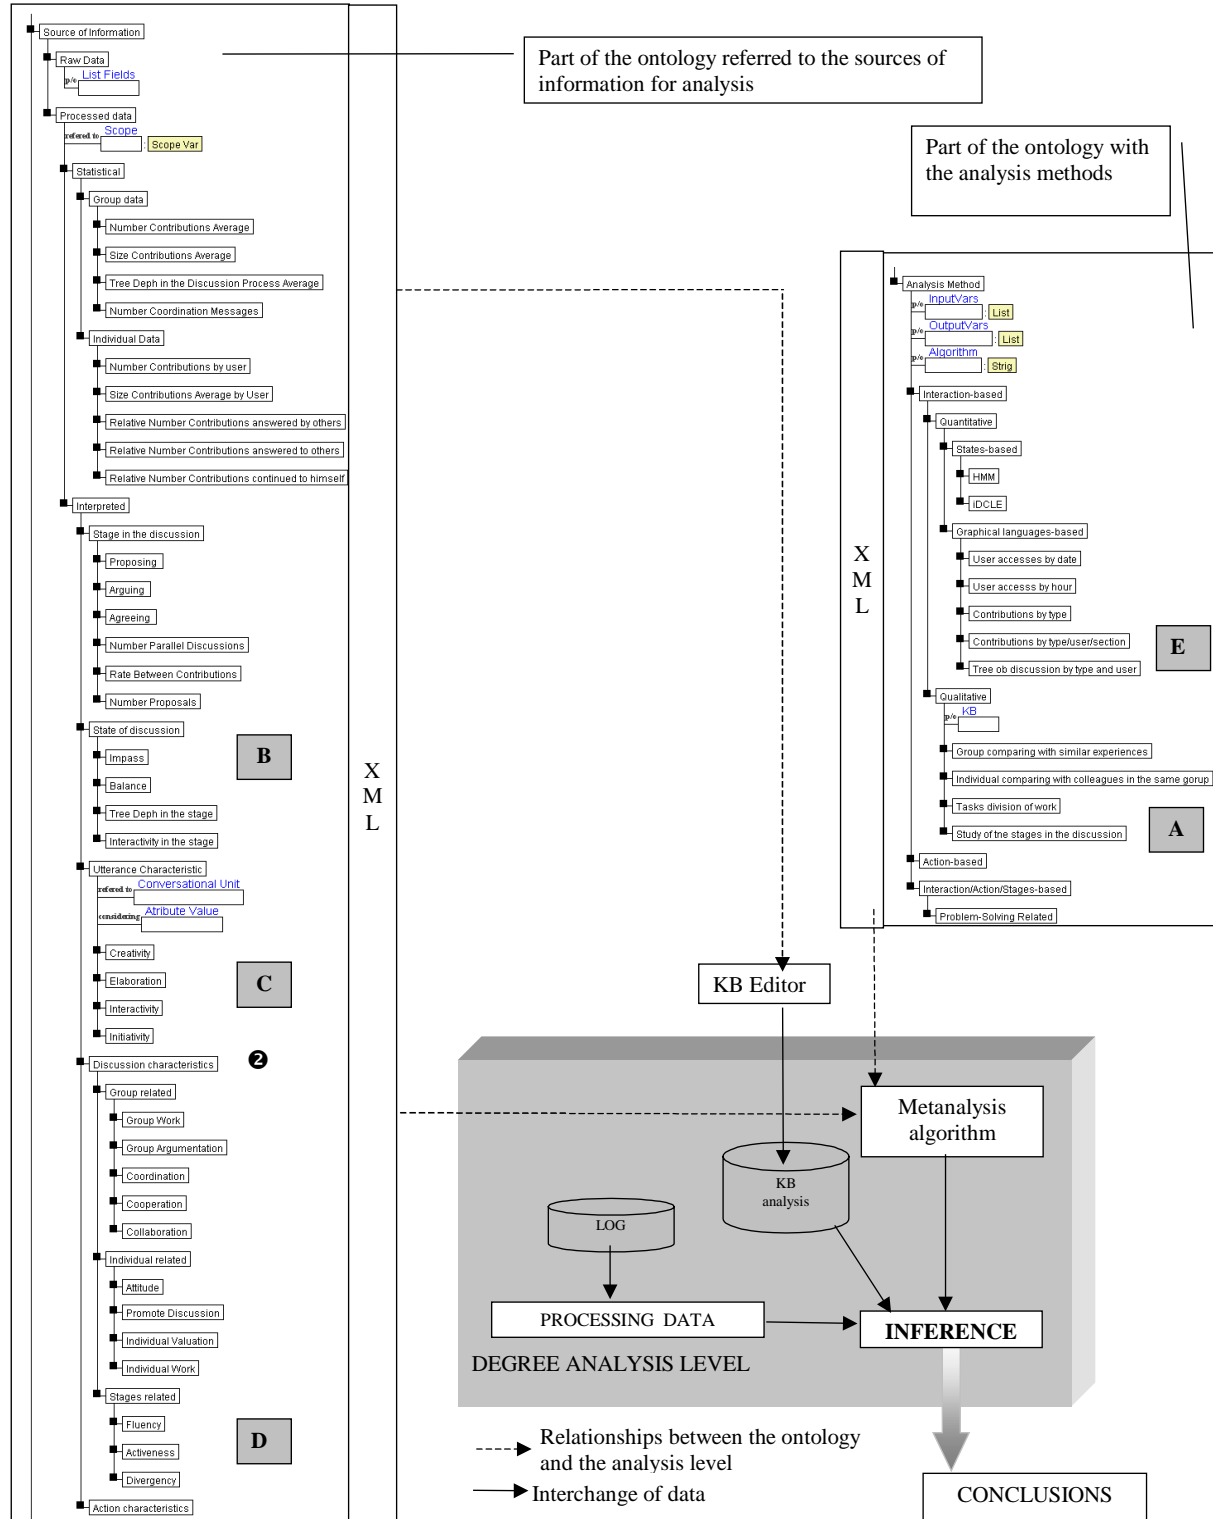 Source of Information
Raw Data
p/o List Fields
Processed data
refered to Scope : Scope Var
Statistical
Group data
Number Contributions Average
Size Contributions Average
Tree Deph in the Discussion Process Average
Number Coordination Messages
Individual Data
Number Contributions by user
Size Contributions Average by User
Relative Number Contributions answered by others
Relative Number Contributions answered to others
Relative Number Contributions continued to himself
Interpreted
Stage in the discussion
Proposing
Arguing
Agreeing
Number Parallel Discussions
Rate Between Contributions
Number Proposals
State of discussion
B
Impass
Balance
Tree Deph in the stage
Interactivity in the stage
Utterance Characteristic
refered to Conversational Unit
considering Atribute Value
Creativity
C
Elaboration
Interactivity
Initiativity
❷
Discussion characteristics
Group related
Group Work
Group Argumentation
Coordination
Cooperation
Collaboration
Individual related
Attitude
Promote Discussion
Individual Valuation
Individual Work
Stages related
Fluency
D
Activeness
Divergency
Action characteristics
X
M
L
Part of the ontology referred to the sources of
information for analysis
Part of the ontology with
the analysis methods
X
M
L
Analysis Method
p/o InputVars : List
p/o OutputVars : List
p/o Algorithm : Strig
Interaction-based
Quantitative
States-based
HMM
iDCLE
Graphical languages-based
User accesses by date
User accesss by hour
Contributions by type
Contributions by type/user/section
E
Tree ob discussion by type and user
Qualitative
p/o KB
Group comparing with similar experiences
Individual comparing with colleagues in the same gorup
Tasks division of work
A
Study of tne stages in the discussion
Action-based
Interaction/Action/Stages-based
Problem-Solving Related
KB Editor
Metanalysis
algorithm
KB
analysis
LOG
PROCESSING DATA
INFERENCE
DEGREE ANALYSIS LEVEL
Relationships between the ontology
and the analysis level
Interchange of data
CONCLUSIONS